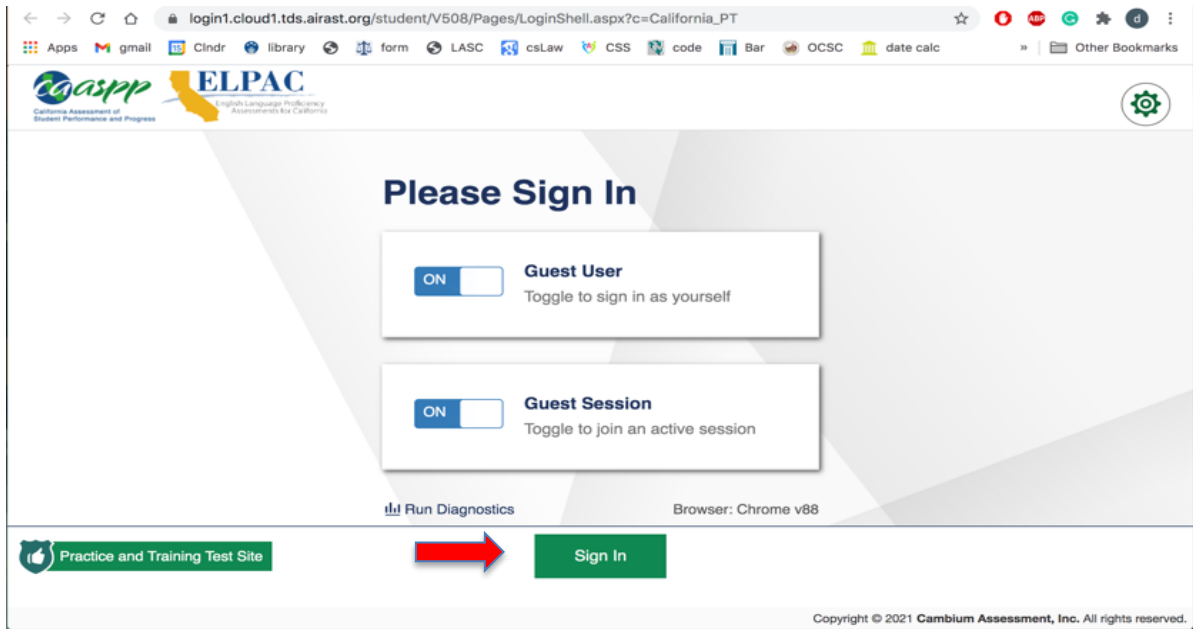 login1.cloud1.tds.airast.org/student/V508/Pages/LoginShell.aspx?c=California_PT
ABP
G
d
Apps gmail 15 Clndr library form LASC csLaw CSS code Bar OCSC date calc » Other Bookmarks
caaspp
California Assessment of
Student Performance and Progress
ELPAC
English Language Proficiency
Assessments for California
Please Sign In
ON
Guest User
Toggle to sign in as yourself
ON
Guest Session
Toggle to join an active session
Run Diagnostics
Browser: Chrome v88
Practice and Training Test Site
Sign In
Copyright © 2021 Cambium Assessment, Inc. All rights reserved.